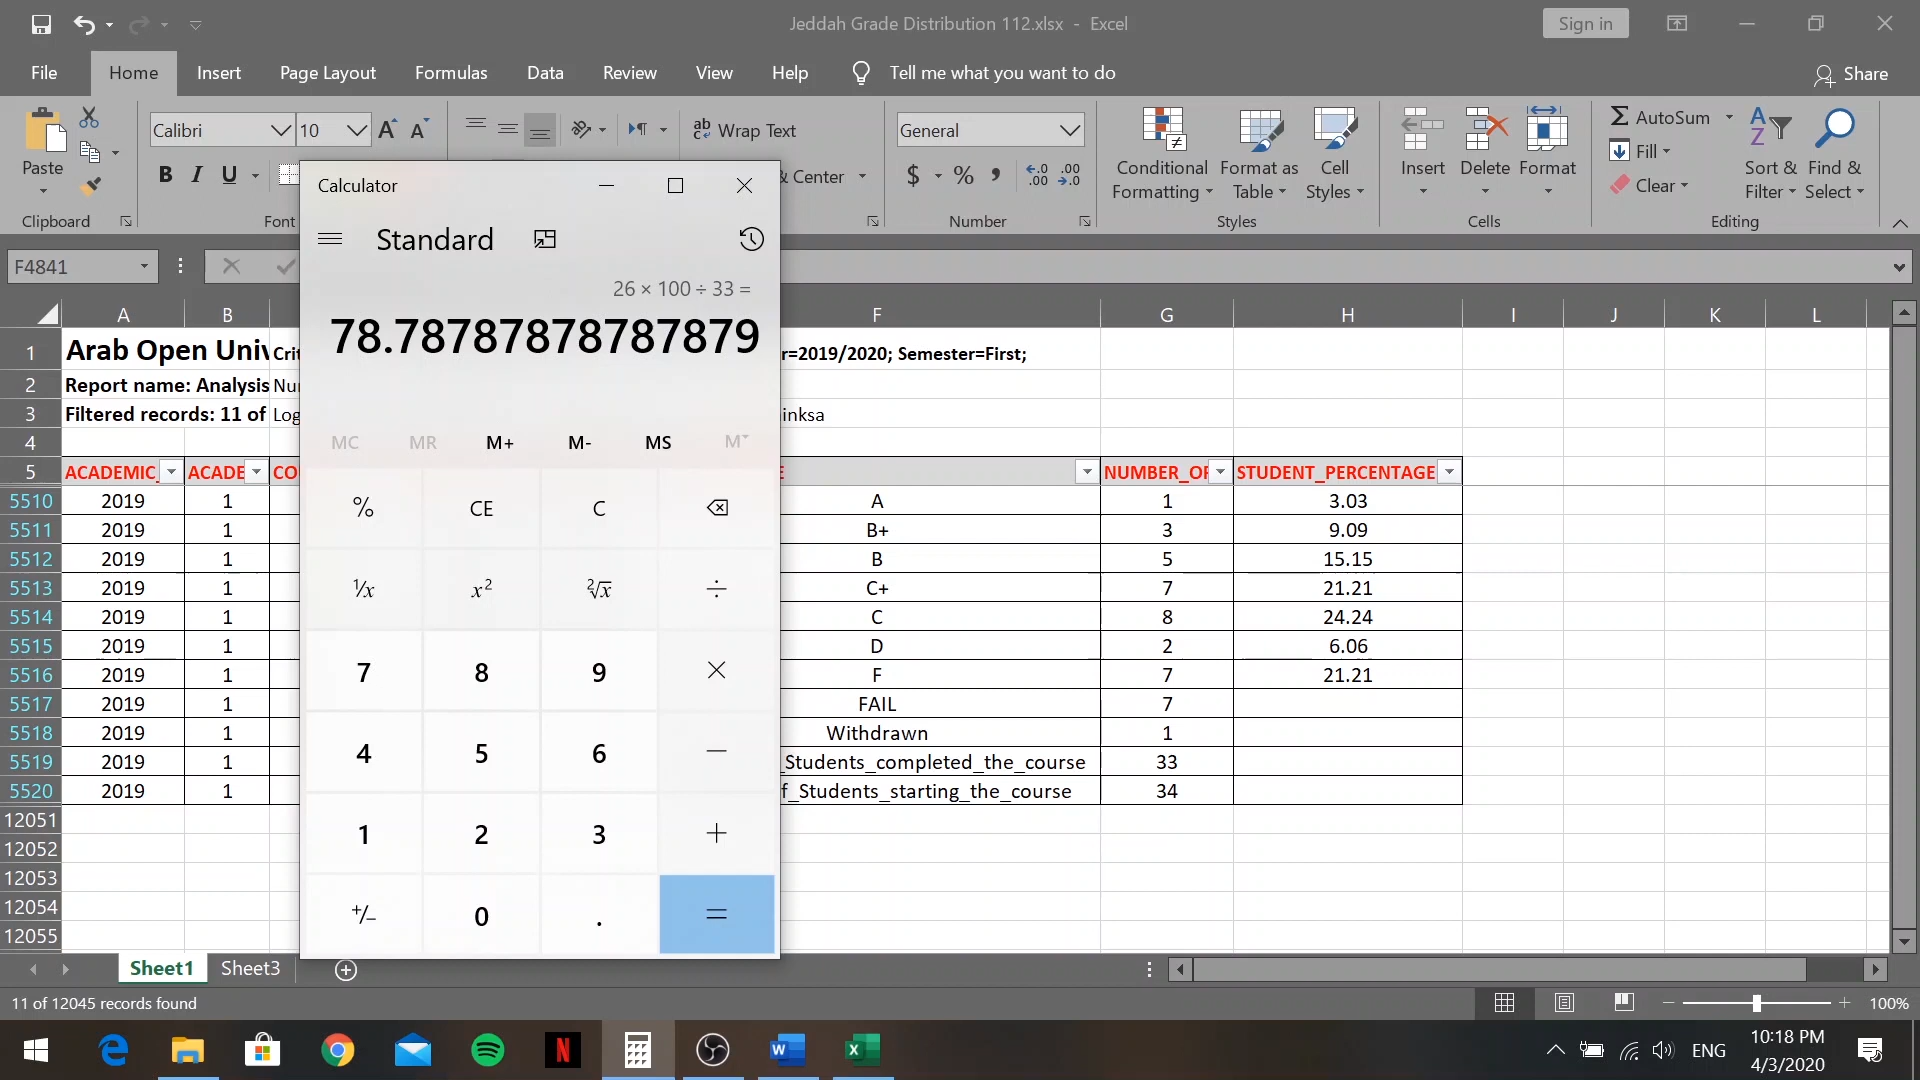 Jeddah Grade Distribution 112.xlsx - Excel
Sign in
File Home Insert Page Layout Formulas Data Review View Help Tell me what you want to do Share
Paste
Clipboard
Calibri 10
B I U
Font
Wrap Text
& Center
General
$ % ,
Number
Conditional Formatting
Format as Table
Cell Styles
Styles
Insert Delete Format
Cells
AutoSum
Fill
Clear
Sort & Filter
Find & Select
Editing
F4841
Calculator
Standard
26 × 100 ÷ 33 =
78.78787878787879
MC MR M+ M- MS M
% CE C
¹/x x² ²√x ÷
7 8 9 ×
4 5 6 −
1 2 3 +
+/− 0 . =
A B F G H I J K L
1 Arab Open Univ Crit r=2019/2020; Semester=First;
2 Report name: Analysis Nu
3 Filtered records: 11 of Log inksa
4
5 ACADEMIC_ ACADE CO E NUMBER_OF STUDENT_PERCENTAGE
5510 2019 1 A 1 3.03
5511 2019 1 B+ 3 9.09
5512 2019 1 B 5 15.15
5513 2019 1 C+ 7 21.21
5514 2019 1 C 8 24.24
5515 2019 1 D 2 6.06
5516 2019 1 F 7 21.21
5517 2019 1 FAIL 7
5518 2019 1 Withdrawn 1
5519 2019 1 _Students_completed_the_course 33
5520 2019 1 f_Students_starting_the_course 34
12051
12052
12053
12054
12055
Sheet1 Sheet3
11 of 12045 records found
100%
ENG
10:18 PM
4/3/2020